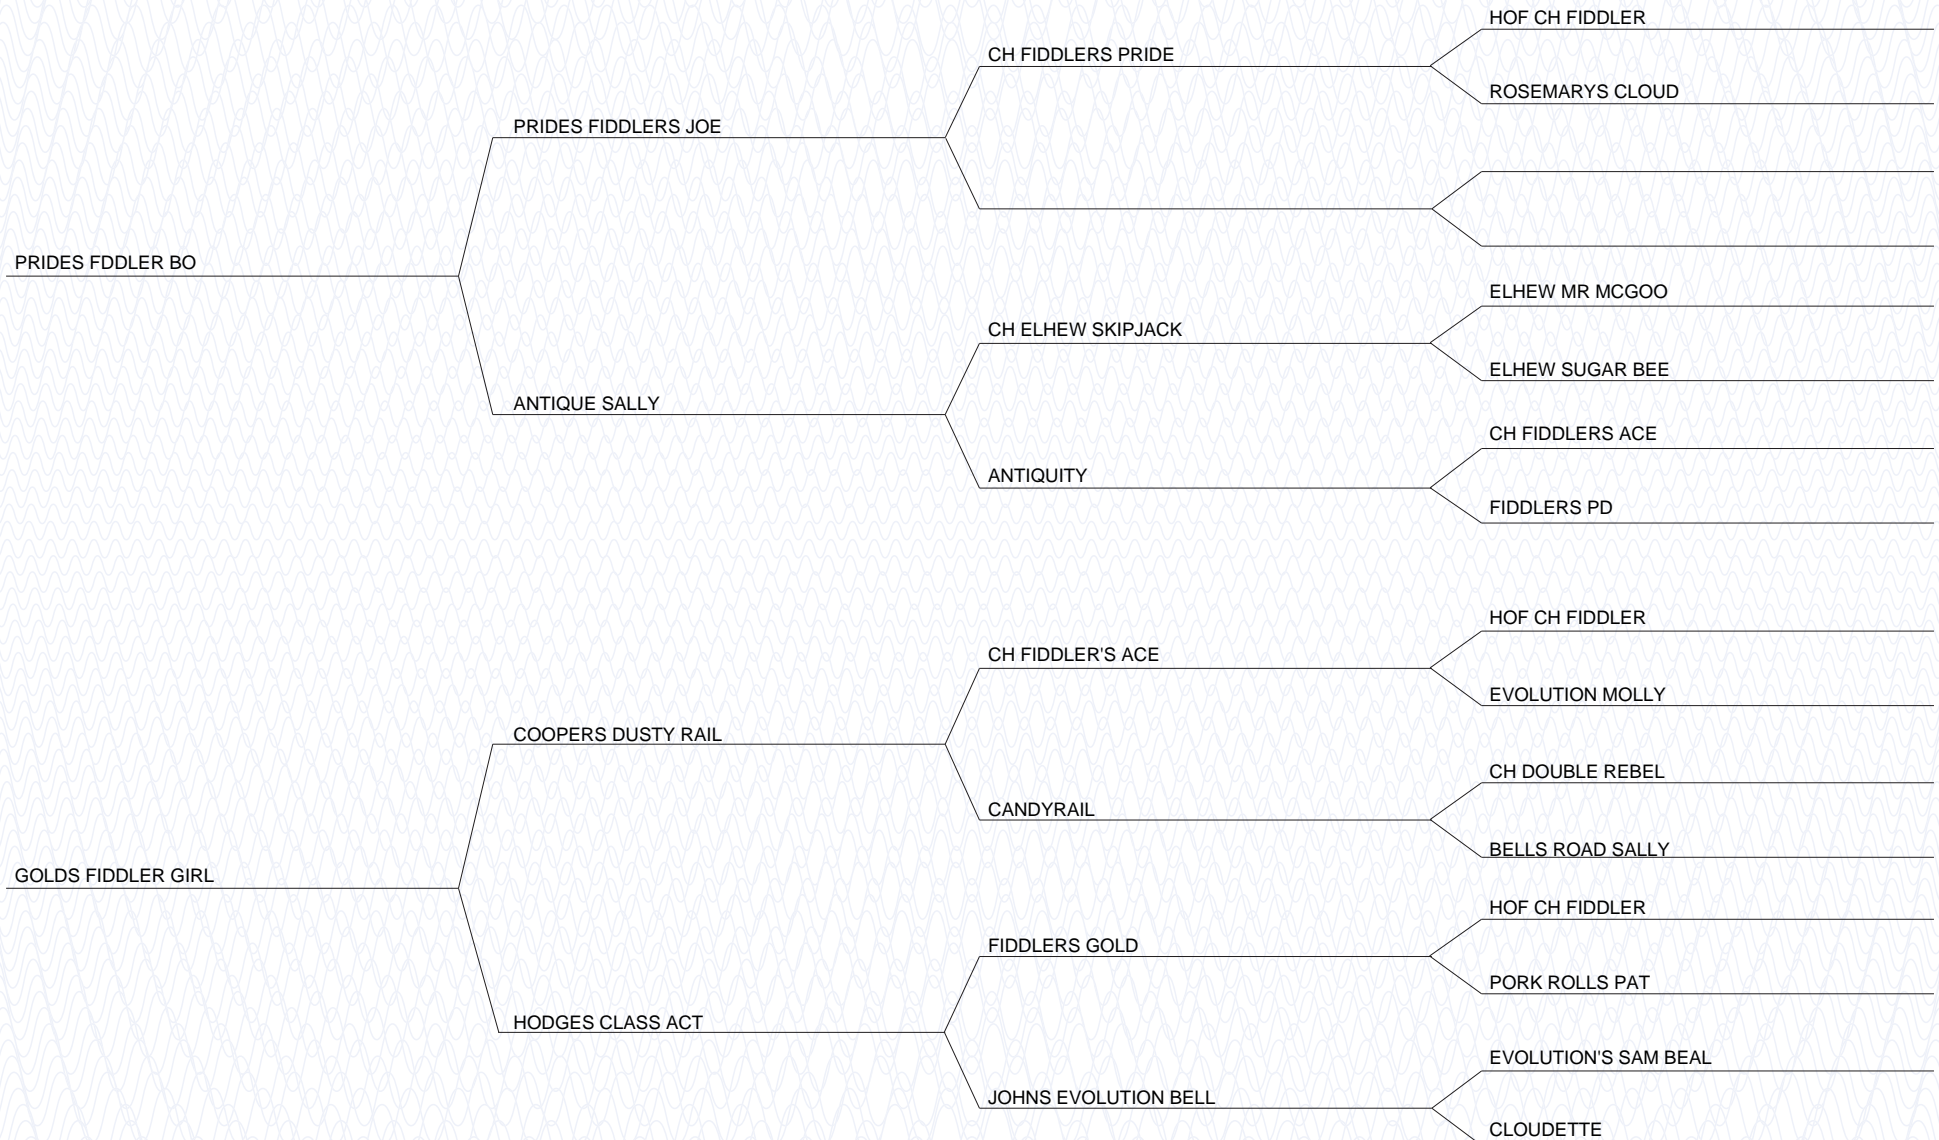 HOF CH FIDDLER
CH FIDDLERS PRIDE
ROSEMARYS CLOUD
PRIDES FIDDLERS JOE
PRIDES FDDLER BO
ELHEW MR MCGOO
CH ELHEW SKIPJACK
ELHEW SUGAR BEE
ANTIQUE SALLY
CH FIDDLERS ACE
ANTIQUITY
FIDDLERS PD
HOF CH FIDDLER
CH FIDDLER'S ACE
EVOLUTION MOLLY
COOPERS DUSTY RAIL
CH DOUBLE REBEL
CANDYRAIL
BELLS ROAD SALLY
GOLDS FIDDLER GIRL
HOF CH FIDDLER
FIDDLERS GOLD
PORK ROLLS PAT
HODGES CLASS ACT
EVOLUTION'S SAM BEAL
JOHNS EVOLUTION BELL
CLOUDETTE